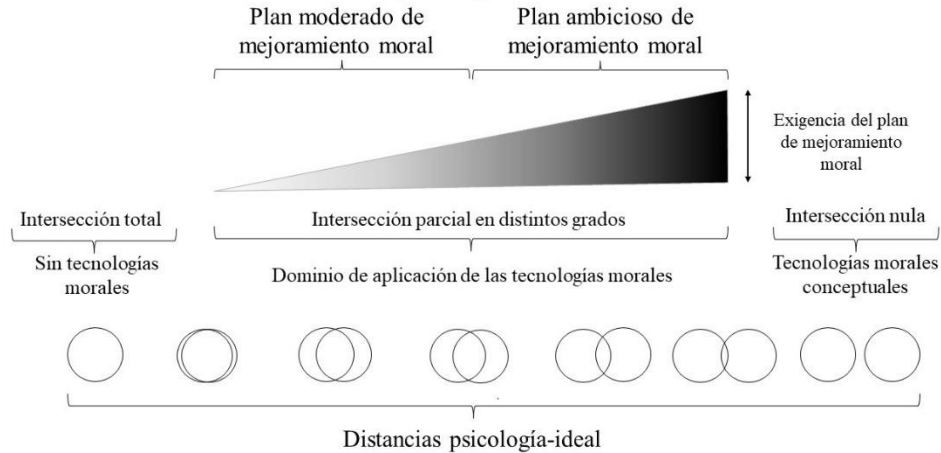 Plan moderado de
mejoramiento moral
Plan ambicioso de
mejoramiento moral
Exigencia del plan
de mejoramiento
moral
Intersección total
Intersección parcial en distintos grados
Intersección nula
Sin tecnologías
morales
Dominio de aplicación de las tecnologías morales
Tecnologías morales
conceptuales
Distancias psicología-ideal